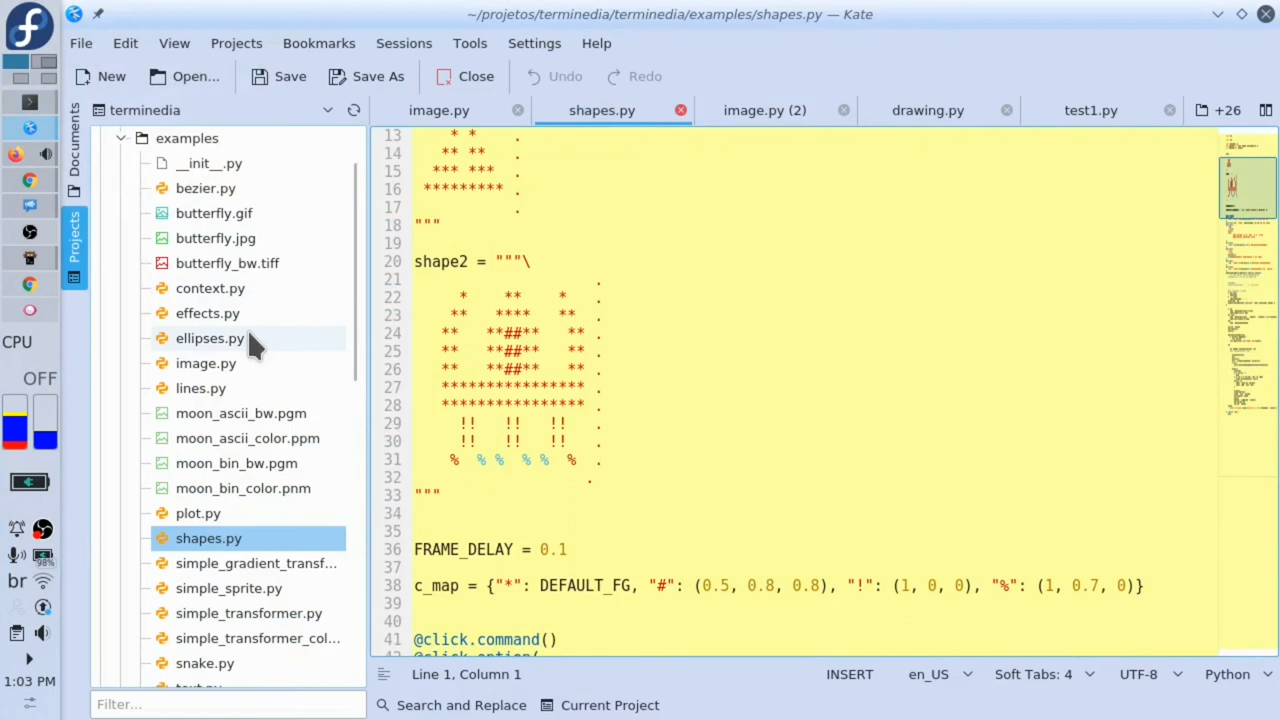 ~/projetos/terminedia/terminedia/examples/shapes.py — Kate
File Edit View Projects Bookmarks Sessions Tools Settings Help
New Open... Save Save As Close Undo Redo
Documents
Projects
terminedia
image.py shapes.py image.py (2) drawing.py test1.py +26
examples
__init__.py
bezier.py
butterfly.gif
butterfly.jpg
butterfly_bw.tiff
context.py
effects.py
ellipses.py
image.py
lines.py
moon_ascii_bw.pgm
moon_ascii_color.ppm
moon_bin_bw.pgm
moon_bin_color.pnm
plot.py
shapes.py
simple_gradient_transf...
simple_sprite.py
simple_transformer.py
simple_transformer_col...
snake.py
Filter...
13     * *    .
14    ** **   .
15   *** ***  .
16  ********* .
17            .
18 """
19
20 shape2 = """\
21                     .
22      *    **    *   .
23     **   ****   **  .
24    **   **##**   ** .
25    **   **##**   ** .
26    **   **##**   ** .
27    **************** .
28    **************** .
29      !!   !!   !!   .
30      !!   !!   !!   .
31     %  % %  % %  %  .
32                    .
33 """
34
35
36 FRAME_DELAY = 0.1
37
38 c_map = {"*": DEFAULT_FG, "#": (0.5, 0.8, 0.8), "!": (1, 0, 0), "%": (1, 0.7, 0)}
39
40
41 @click.command()
@click.option(
Line 1, Column 1 INSERT en_US Soft Tabs: 4 UTF-8 Python
Search and Replace Current Project
CPU
OFF
98%
br
1:03 PM